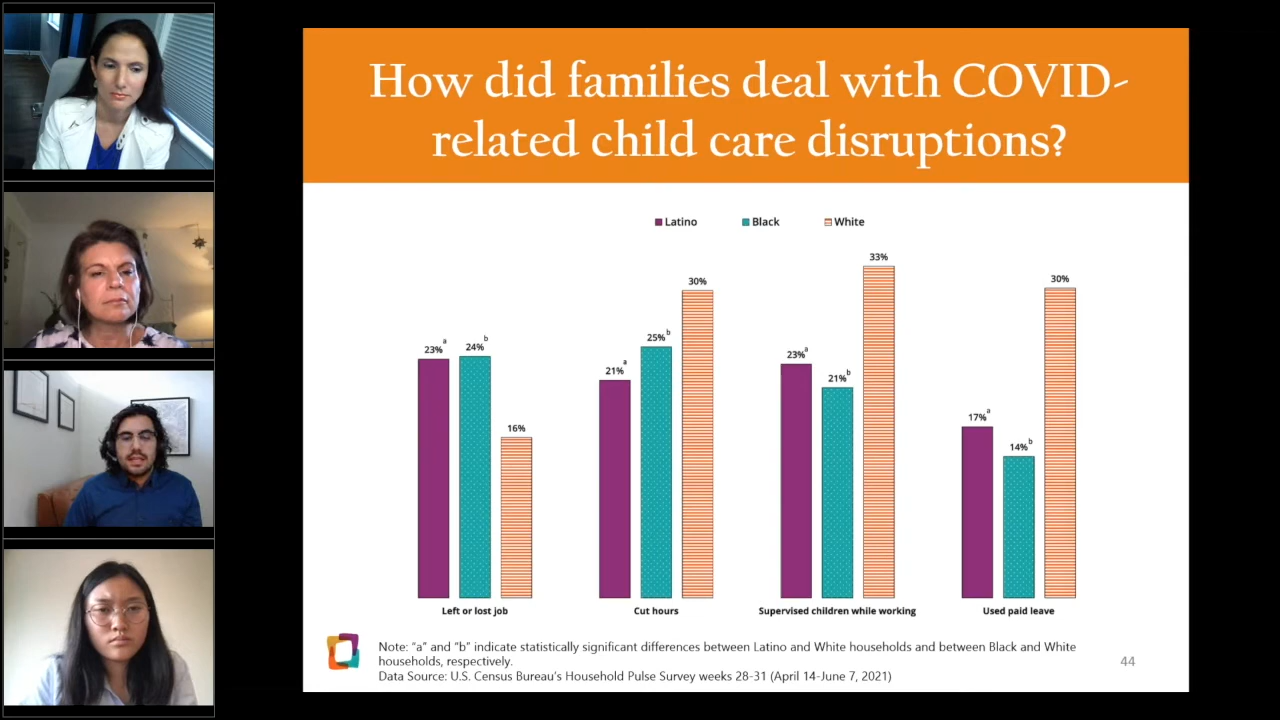 How did families deal with COVID-
related child care disruptions?
Latino
Black
White
23%a
24%b
16%
21%a
25%b
30%
23%a
21%b
33%
17%a
14%b
30%
Left or lost job
Cut hours
Supervised children while working
Used paid leave
Note: “a” and “b” indicate statistically significant differences between Latino and White households and between Black and White
households, respectively.
Data Source: U.S. Census Bureau’s Household Pulse Survey weeks 28-31 (April 14-June 7, 2021)
44